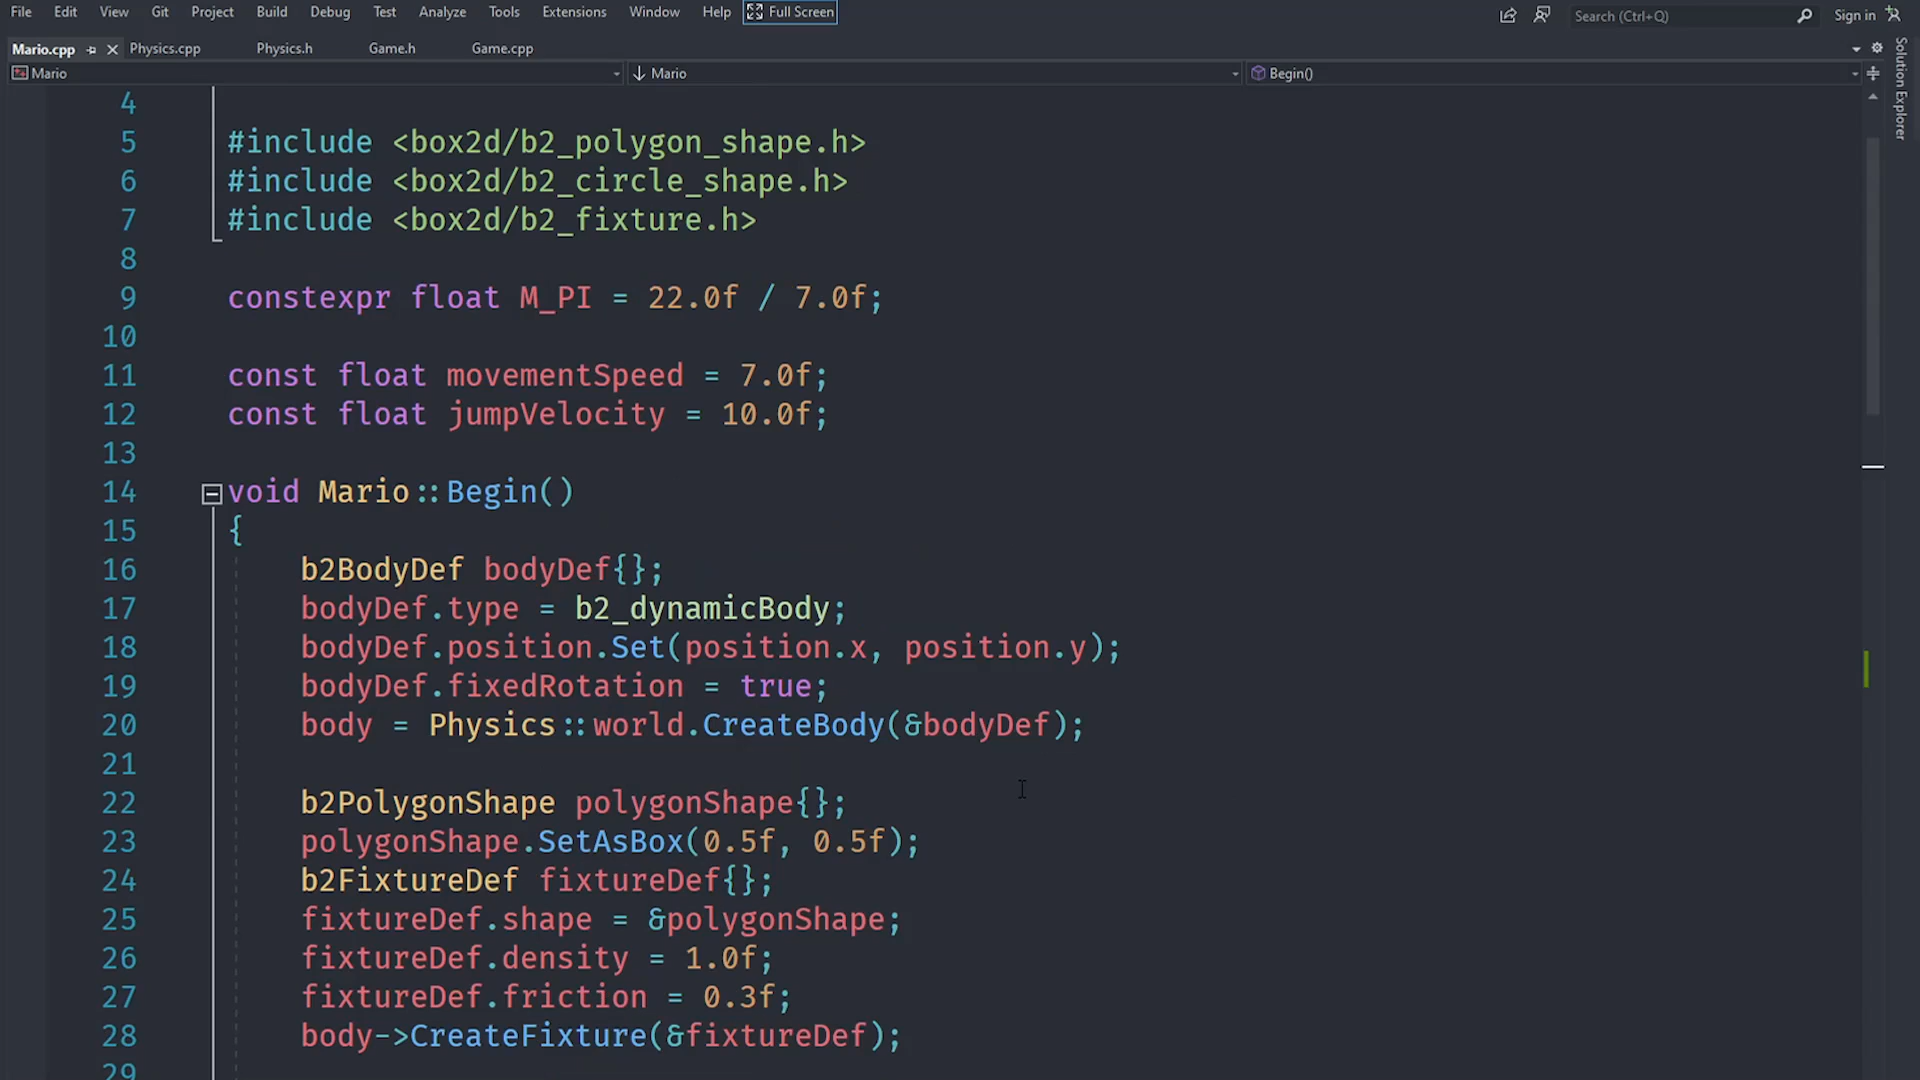 File Edit View Git Project Build Debug Test Analyze Tools Extensions Window Help Full Screen Search (Ctrl+Q) Sign in
Mario.cpp Physics.cpp Physics.h Game.h Game.cpp
Mario Mario Begin()
Solution Explorer
4
5 #include <box2d/b2_polygon_shape.h>
6 #include <box2d/b2_circle_shape.h>
7 #include <box2d/b2_fixture.h>
8
9 constexpr float M_PI = 22.0f / 7.0f;
10
11 const float movementSpeed = 7.0f;
12 const float jumpVelocity = 10.0f;
13
14 void Mario::Begin()
15 {
16 b2BodyDef bodyDef{};
17 bodyDef.type = b2_dynamicBody;
18 bodyDef.position.Set(position.x, position.y);
19 bodyDef.fixedRotation = true;
20 body = Physics::world.CreateBody(&bodyDef);
21
22 b2PolygonShape polygonShape{};
23 polygonShape.SetAsBox(0.5f, 0.5f);
24 b2FixtureDef fixtureDef{};
25 fixtureDef.shape = &polygonShape;
26 fixtureDef.density = 1.0f;
27 fixtureDef.friction = 0.3f;
28 body->CreateFixture(&fixtureDef);
29